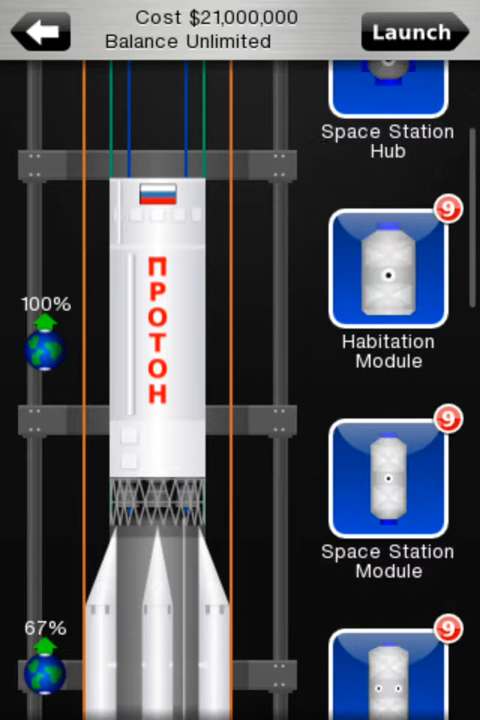 Cost $21,000,000
Balance Unlimited
Launch
Space Station
Hub
9
Habitation
Module
9
Space Station
Module
9
ПРОТОН
100%
67%